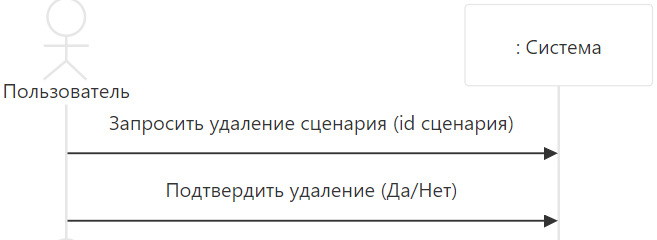 : Система
Пользователь
Запросить удаление сценария (id сценария)
Подтвердить удаление (Да/Нет)